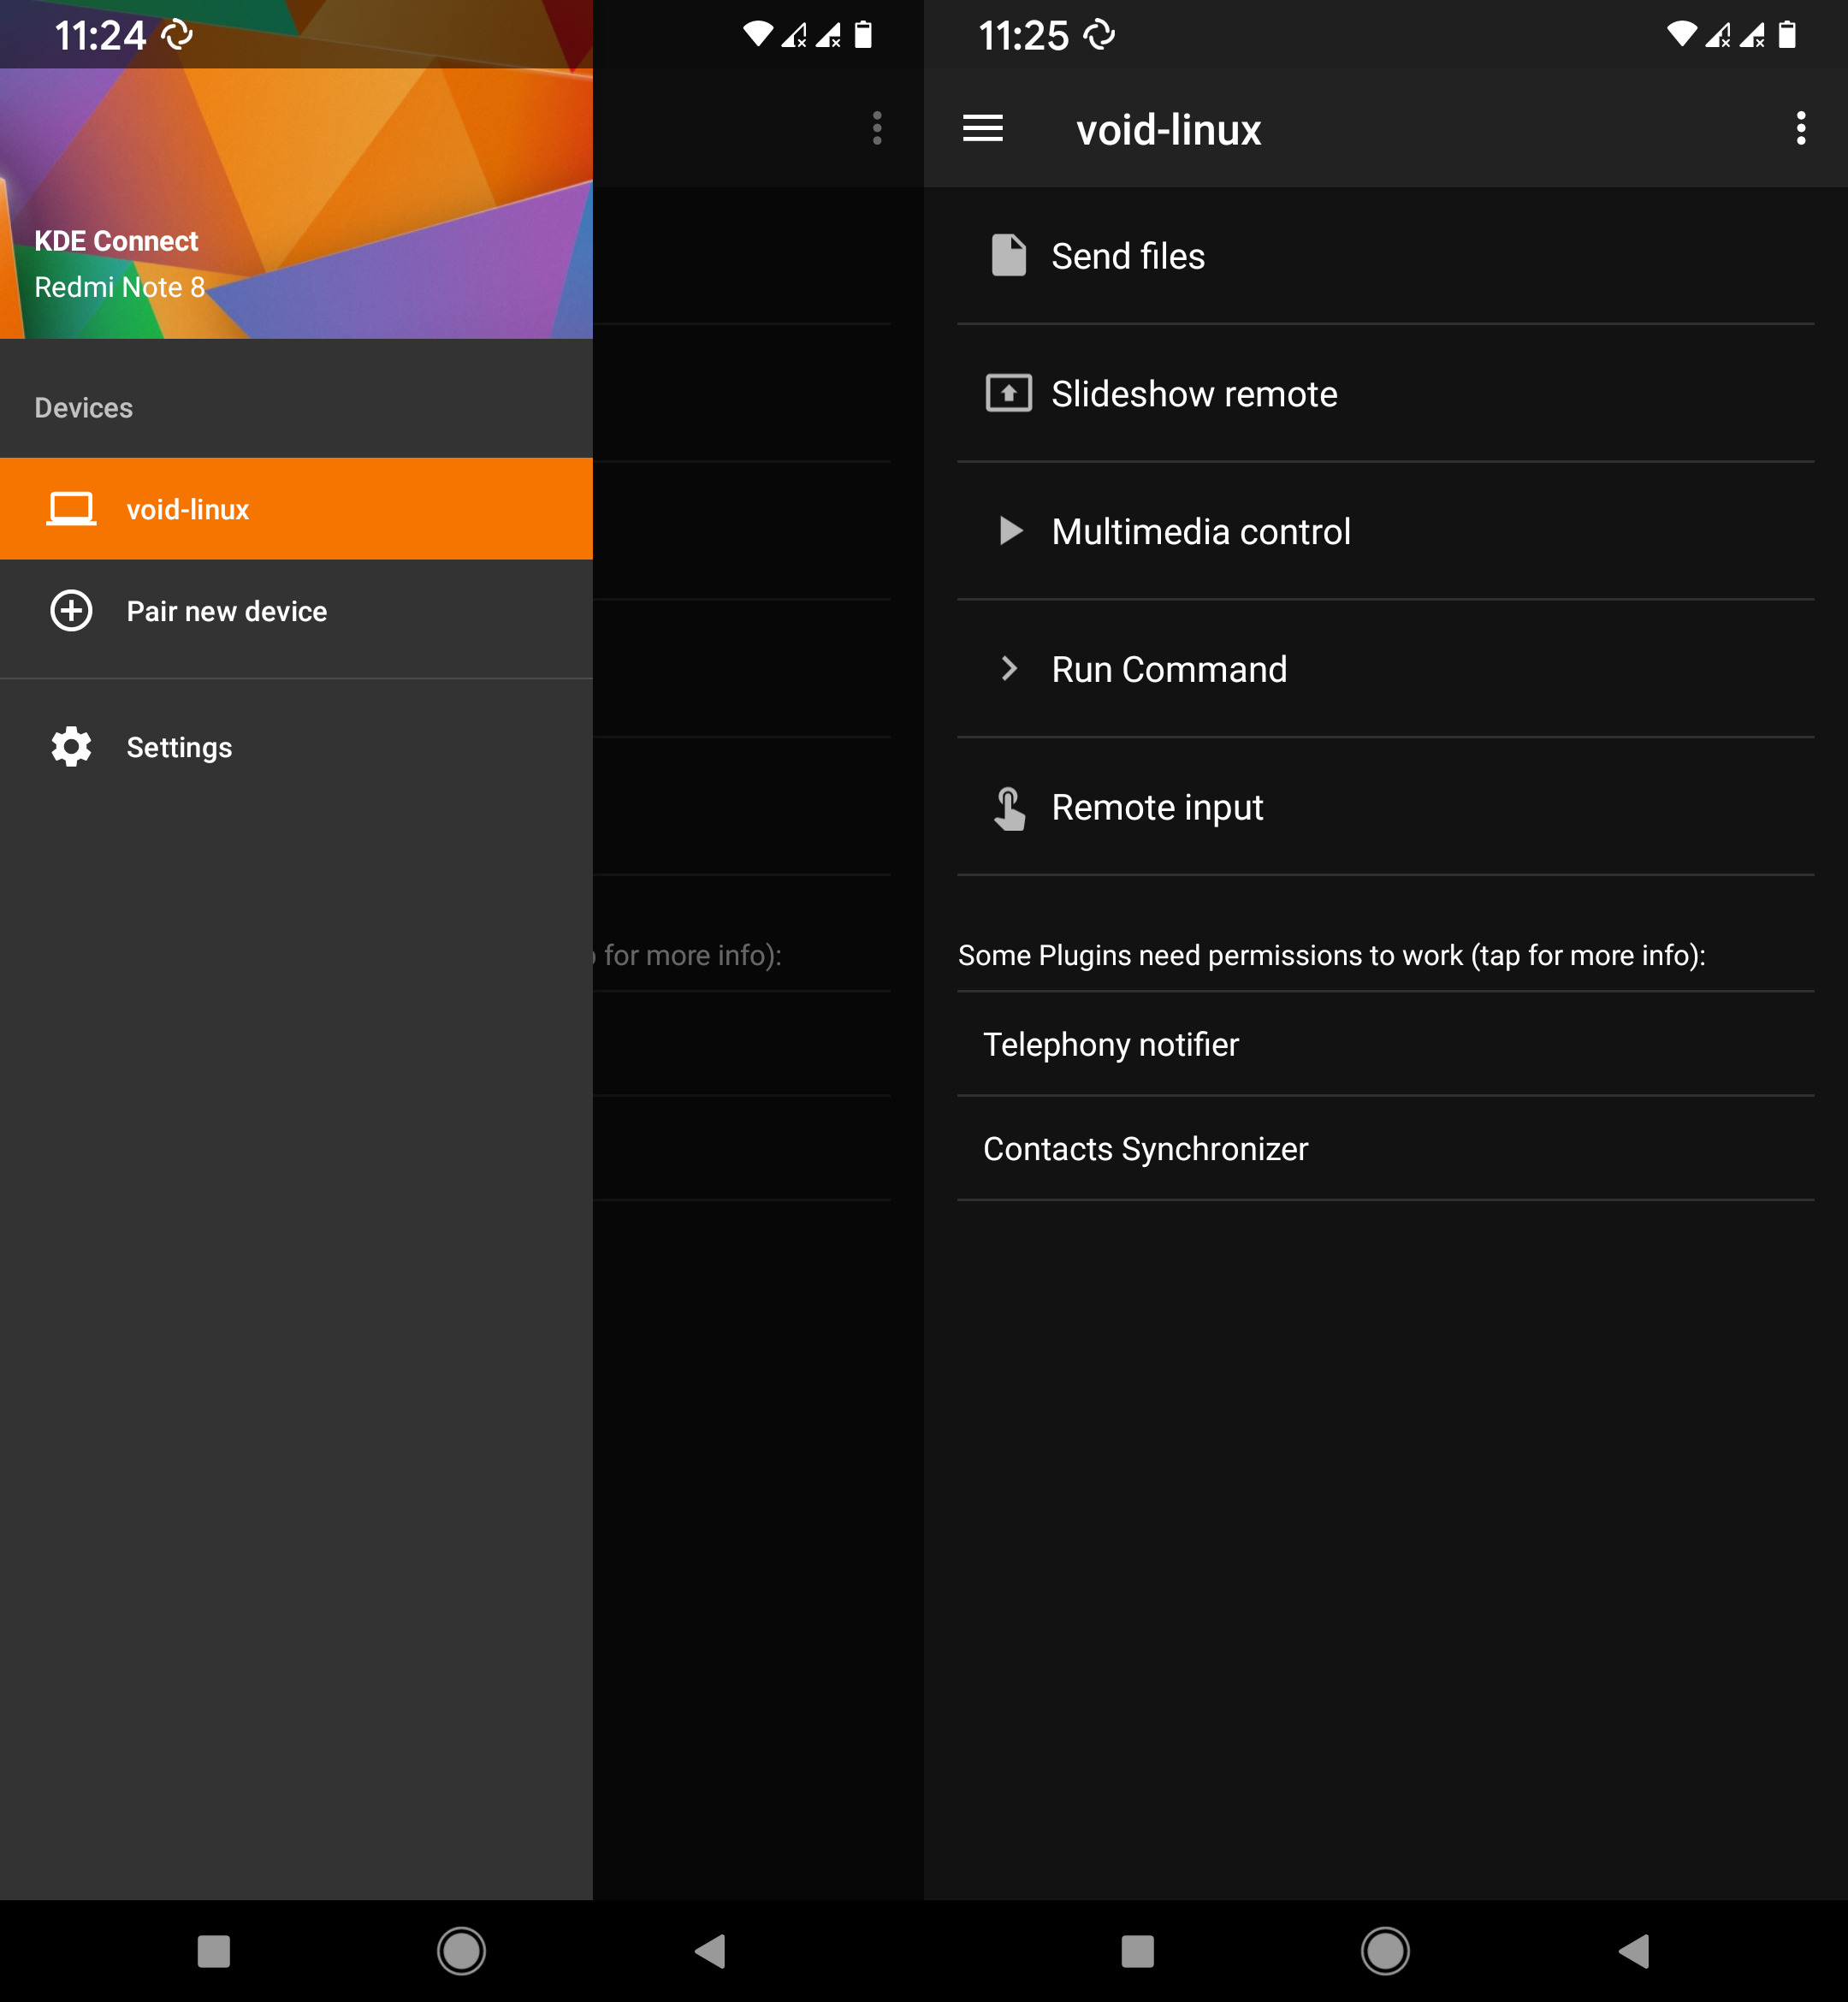 11:24
KDE Connect
Redmi Note 8
Devices
void-linux
Pair new device
Settings
for more info):
11:25
void-linux
Send files
Slideshow remote
Multimedia control
Run Command
Remote input
Some Plugins need permissions to work (tap for more info):
Telephony notifier
Contacts Synchronizer